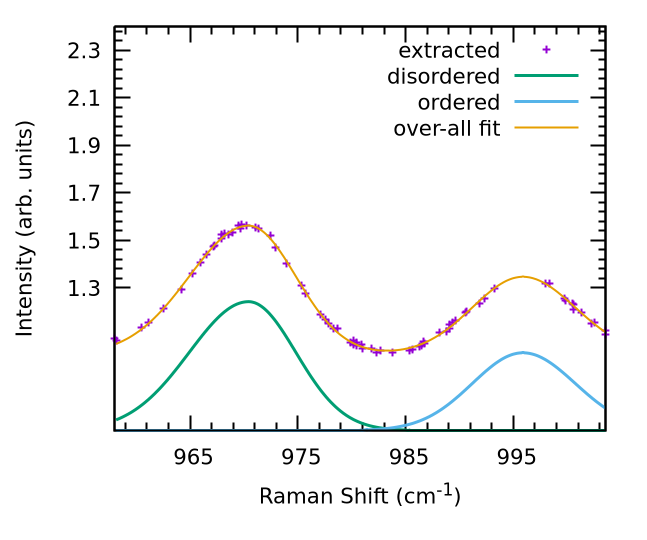 2.3
2.1
1.9
1.7
1.5
1.3
Intensity (arb. units)
extracted
disordered
ordered
over-all fit
965 975 985 995
Raman Shift (cm⁻¹)